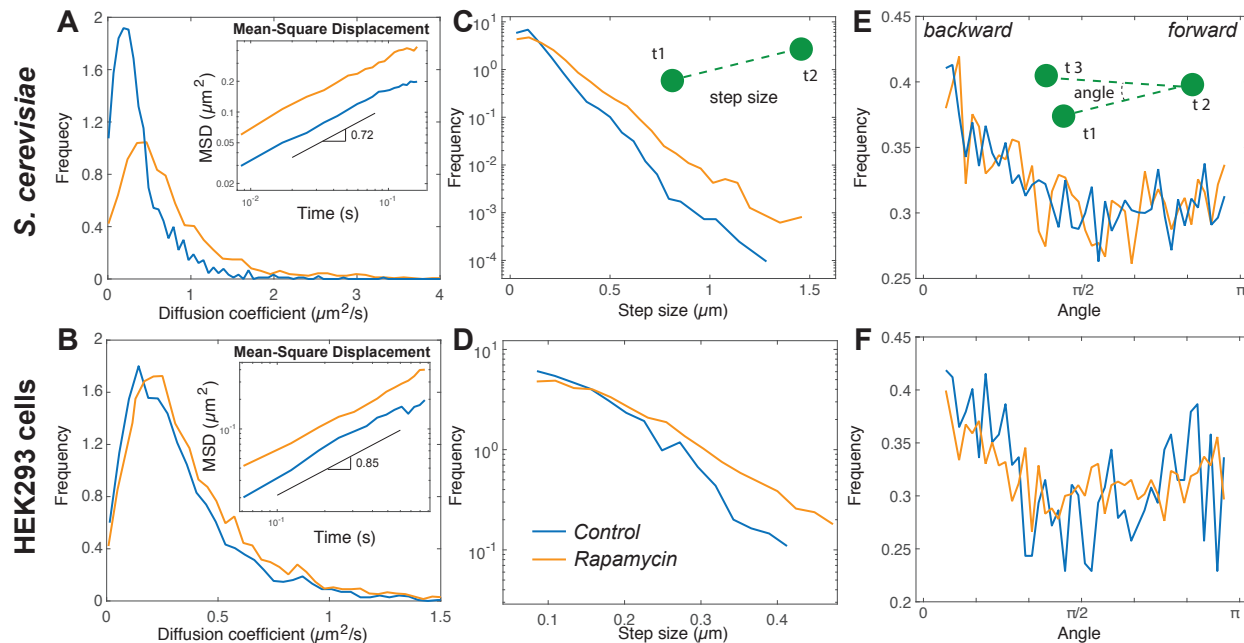 S. cerevisiae
A
Frequecy
2
1.6
1.2
0.8
0.4
0
0
1
2
3
4
Diffusion coefficient (μm²/s)
Mean-Square Displacement
MSD (μm²)
0.2
0.1
0.05
0.02
0.72
10⁻²
10⁻¹
Time (s)
C
Frequency
10¹
10⁰
10⁻¹
10⁻²
10⁻³
10⁻⁴
0
0.5
1
1.5
Step size (μm)
t1
t2
step size
E
0.45
0.4
0.35
0.3
0.25
backward
forward
t 3
angle
t 2
t1
Frequency
0
π/2
π
Angle
HEK293 cells
B
Frequency
2
1.6
1.2
0.8
0.4
0
0
0.5
1.0
1.5
Diffusion coefficient (μm²/s)
Mean-Square Displacement
MSD (μm²)
10⁻¹
0.85
10⁻¹
Time (s)
D
Frequency
10¹
10⁰
10⁻¹
0.1
0.2
0.3
0.4
Step size (μm)
Control
Rapamycin
F
Frequency
0.45
0.4
0.35
0.3
0.25
0.2
0
π/2
π
Angle